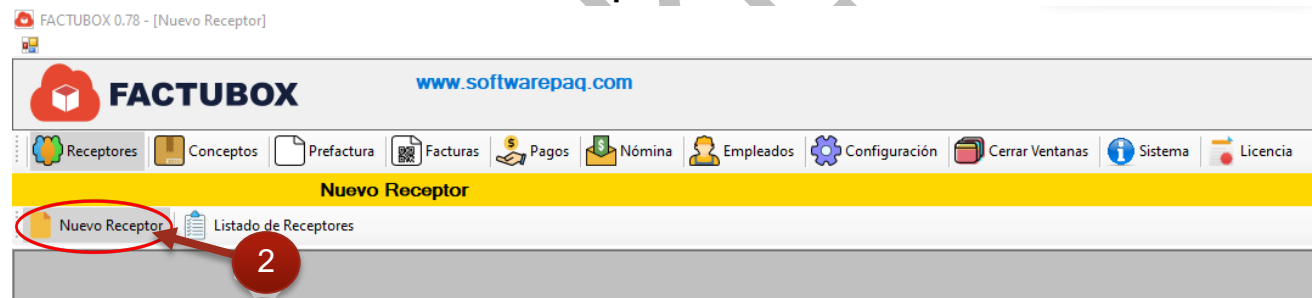 FACTUBOX 0.78 - [Nuevo Receptor]
FACTUBOX www.softwarepaq.com
Receptores Conceptos Prefactura Facturas Pagos Nómina Empleados Configuración Cerrar Ventanas Sistema Licencia
Nuevo Receptor
Nuevo Receptor Listado de Receptores
2